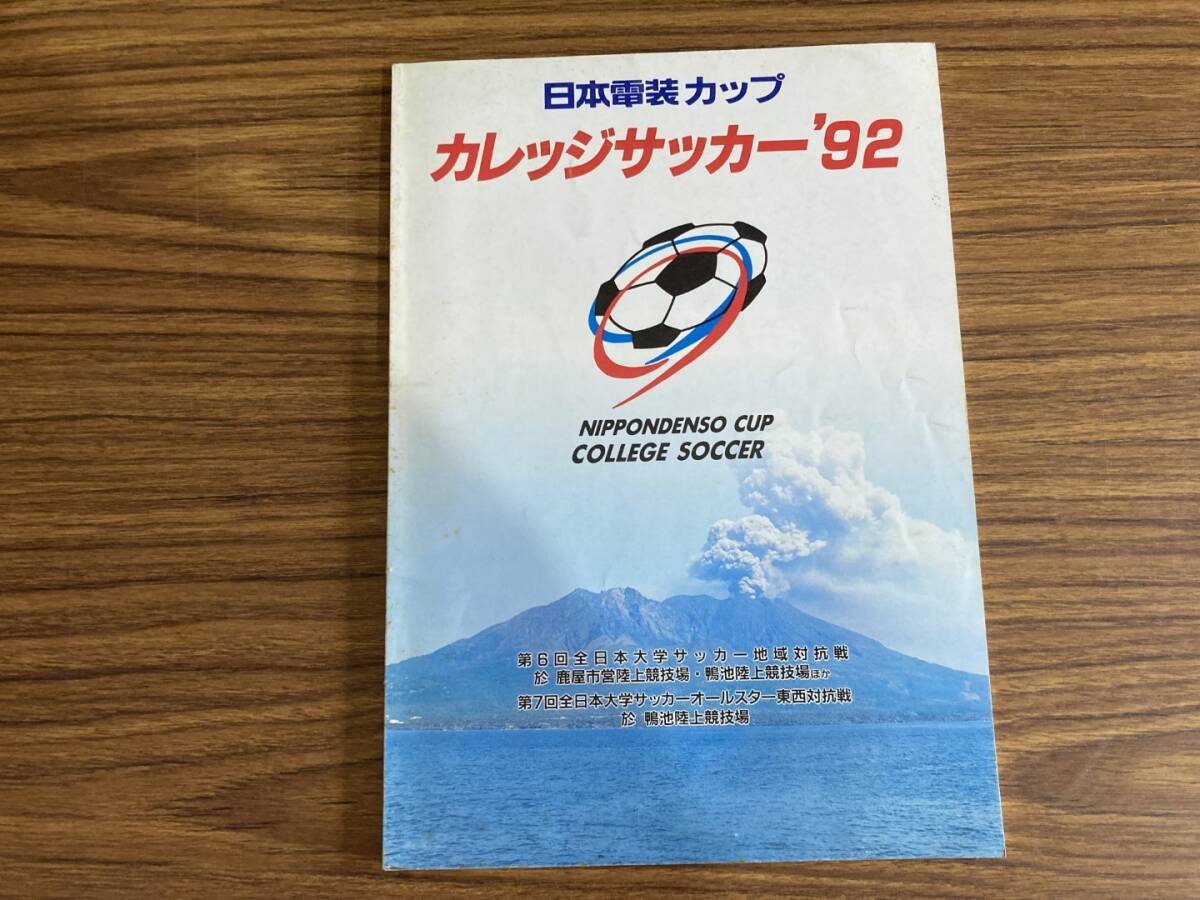 日本電装カップ
カレッジサッカー'92
NIPPONDENSO CUP
COLLEGE SOCCER
第6回全日本大学サッカー地域対抗戦
於 鹿屋市営陸上競技場・鴨池陸上競技場ほか
第7回全日本大学サッカーオールスター東西対抗戦
於 鴨池陸上競技場